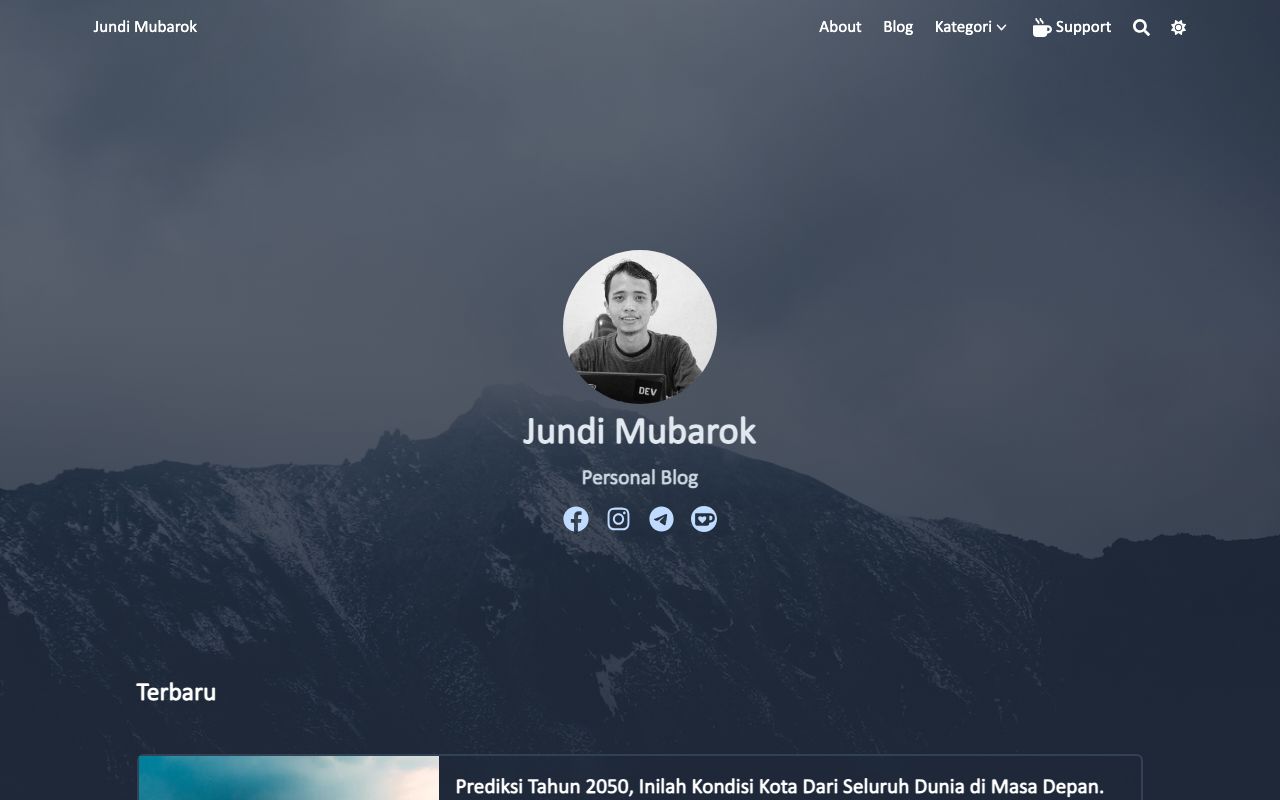 Jundi Mubarok
About
Blog
Kategori
Support
DEV
Jundi Mubarok
Personal Blog
Terbaru
Prediksi Tahun 2050, Inilah Kondisi Kota Dari Seluruh Dunia di Masa Depan.